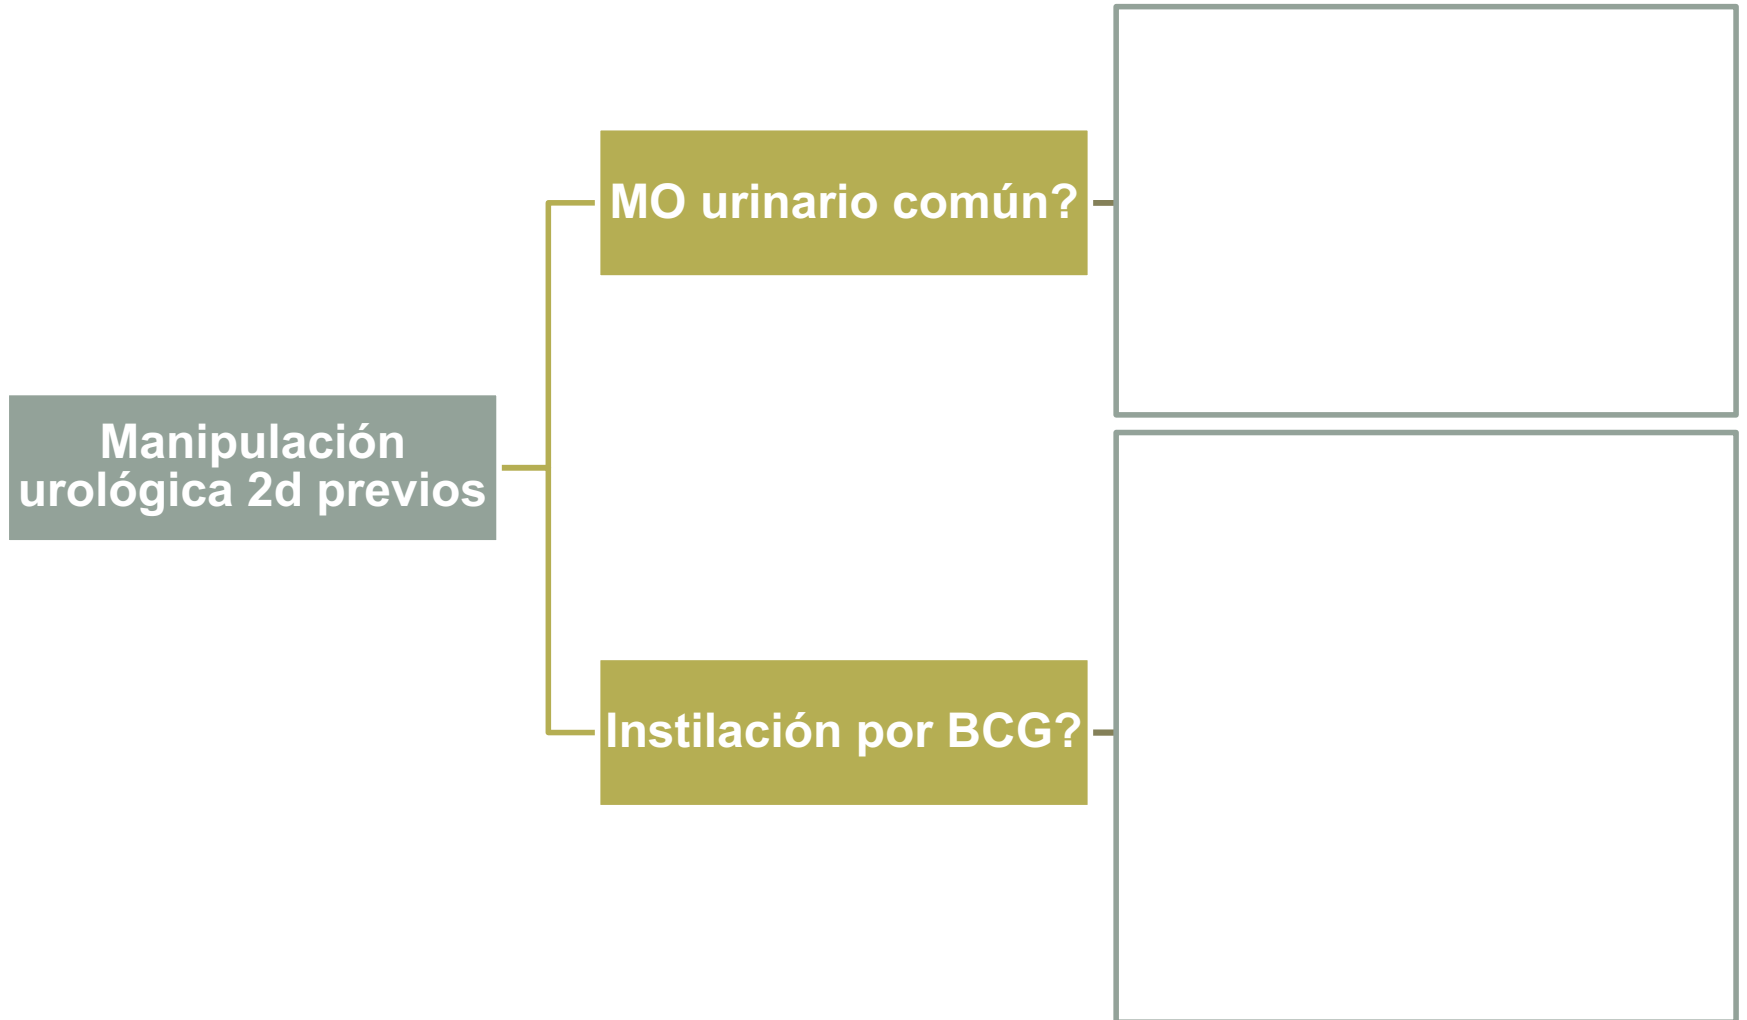 MO urinario común?
Manipulación
urológica 2d previos
Instilación por BCG?